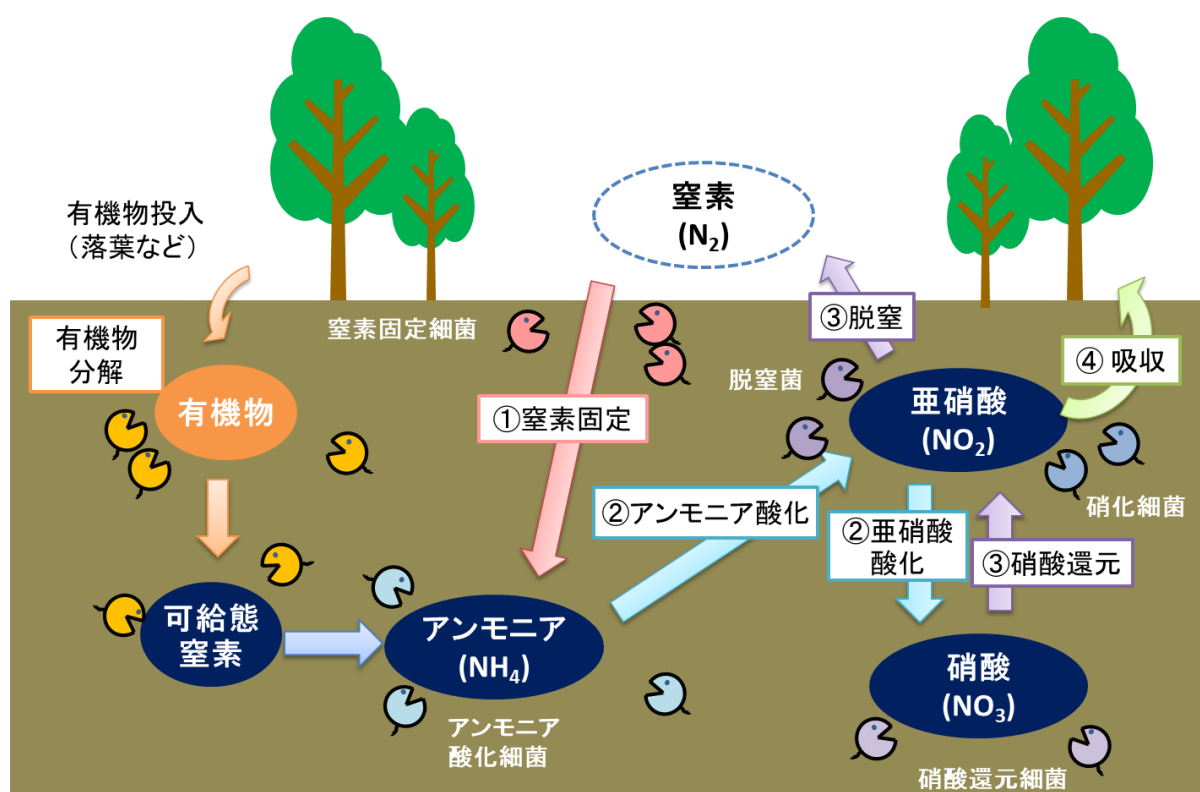 有機物投入
（落葉など）
窒素
(N₂)
有機物
分解
窒素固定細菌
③脱窒
脱窒菌
④ 吸収
有機物
①窒素固定
亜硝酸
(NO₂)
硝化細菌
②アンモニア酸化
②亜硝酸
酸化
③硝酸還元
可給態
窒素
アンモニア
(NH₄)
硝酸
(NO₃)
アンモニア
酸化細菌
硝酸還元細菌